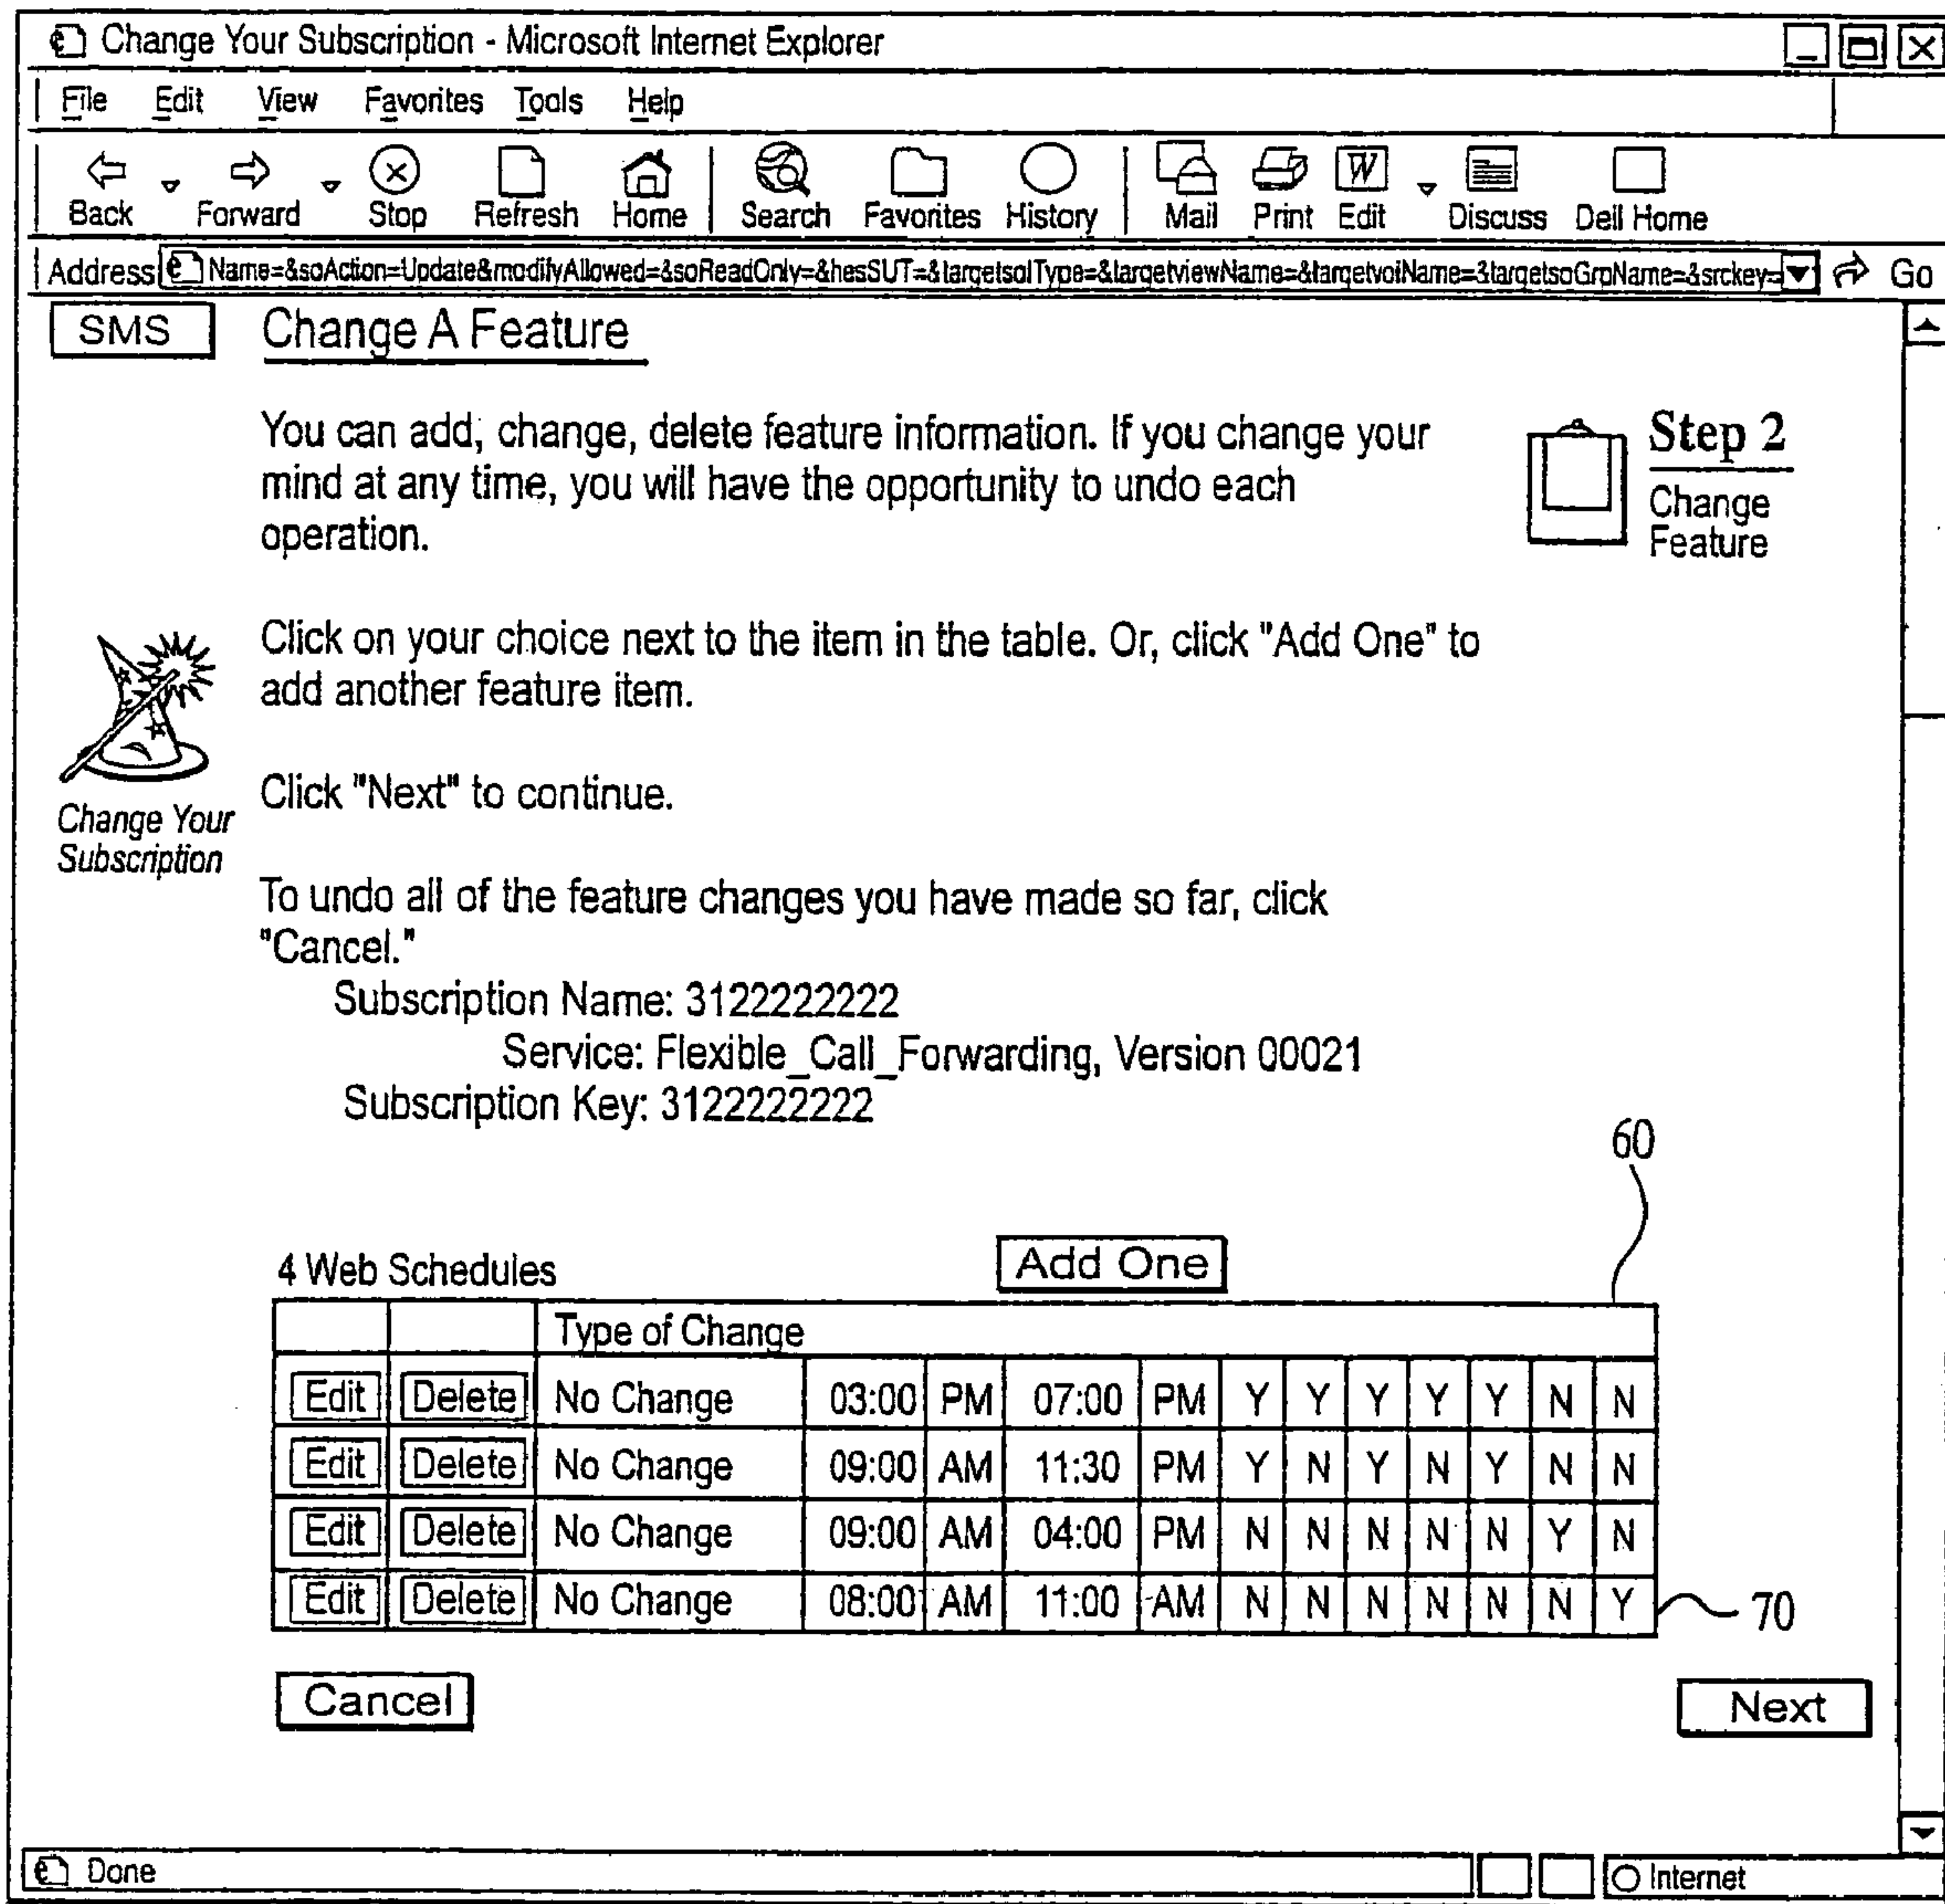 Change Your Subscription - Microsoft Internet Explorer
File Edit View Favorites Tools Help
Back Forward Stop Refresh Home Search Favorites History Mail Print Edit Discuss Dell Home
W
Address Name=&soAction=Update&modifyAllowed=&soReadOnly=&hesSUT=&targetsolType=&targetviewName=&targetvoiName=&targetsoGrpName=&srckey= Go
SMS Change A Feature
You can add, change, delete feature information. If you change your
mind at any time, you will have the opportunity to undo each
operation.
Step 2
Change
Feature
Click on your choice next to the item in the table. Or, click "Add One" to
add another feature item.
Click "Next" to continue.
Change Your
Subscription
To undo all of the feature changes you have made so far, click
"Cancel."
Subscription Name: 3122222222
Service: Flexible_Call_Forwarding, Version 00021
Subscription Key: 3122222222
60
4 Web Schedules Add One
Type of Change
Edit Delete No Change 03:00 PM 07:00 PM Y Y Y Y Y N N
Edit Delete No Change 09:00 AM 11:30 PM Y N Y N Y N N
Edit Delete No Change 09:00 AM 04:00 PM N N N N N Y N
Edit Delete No Change 08:00 AM 11:00 AM N N N N N N Y
70
Cancel Next
Done Internet